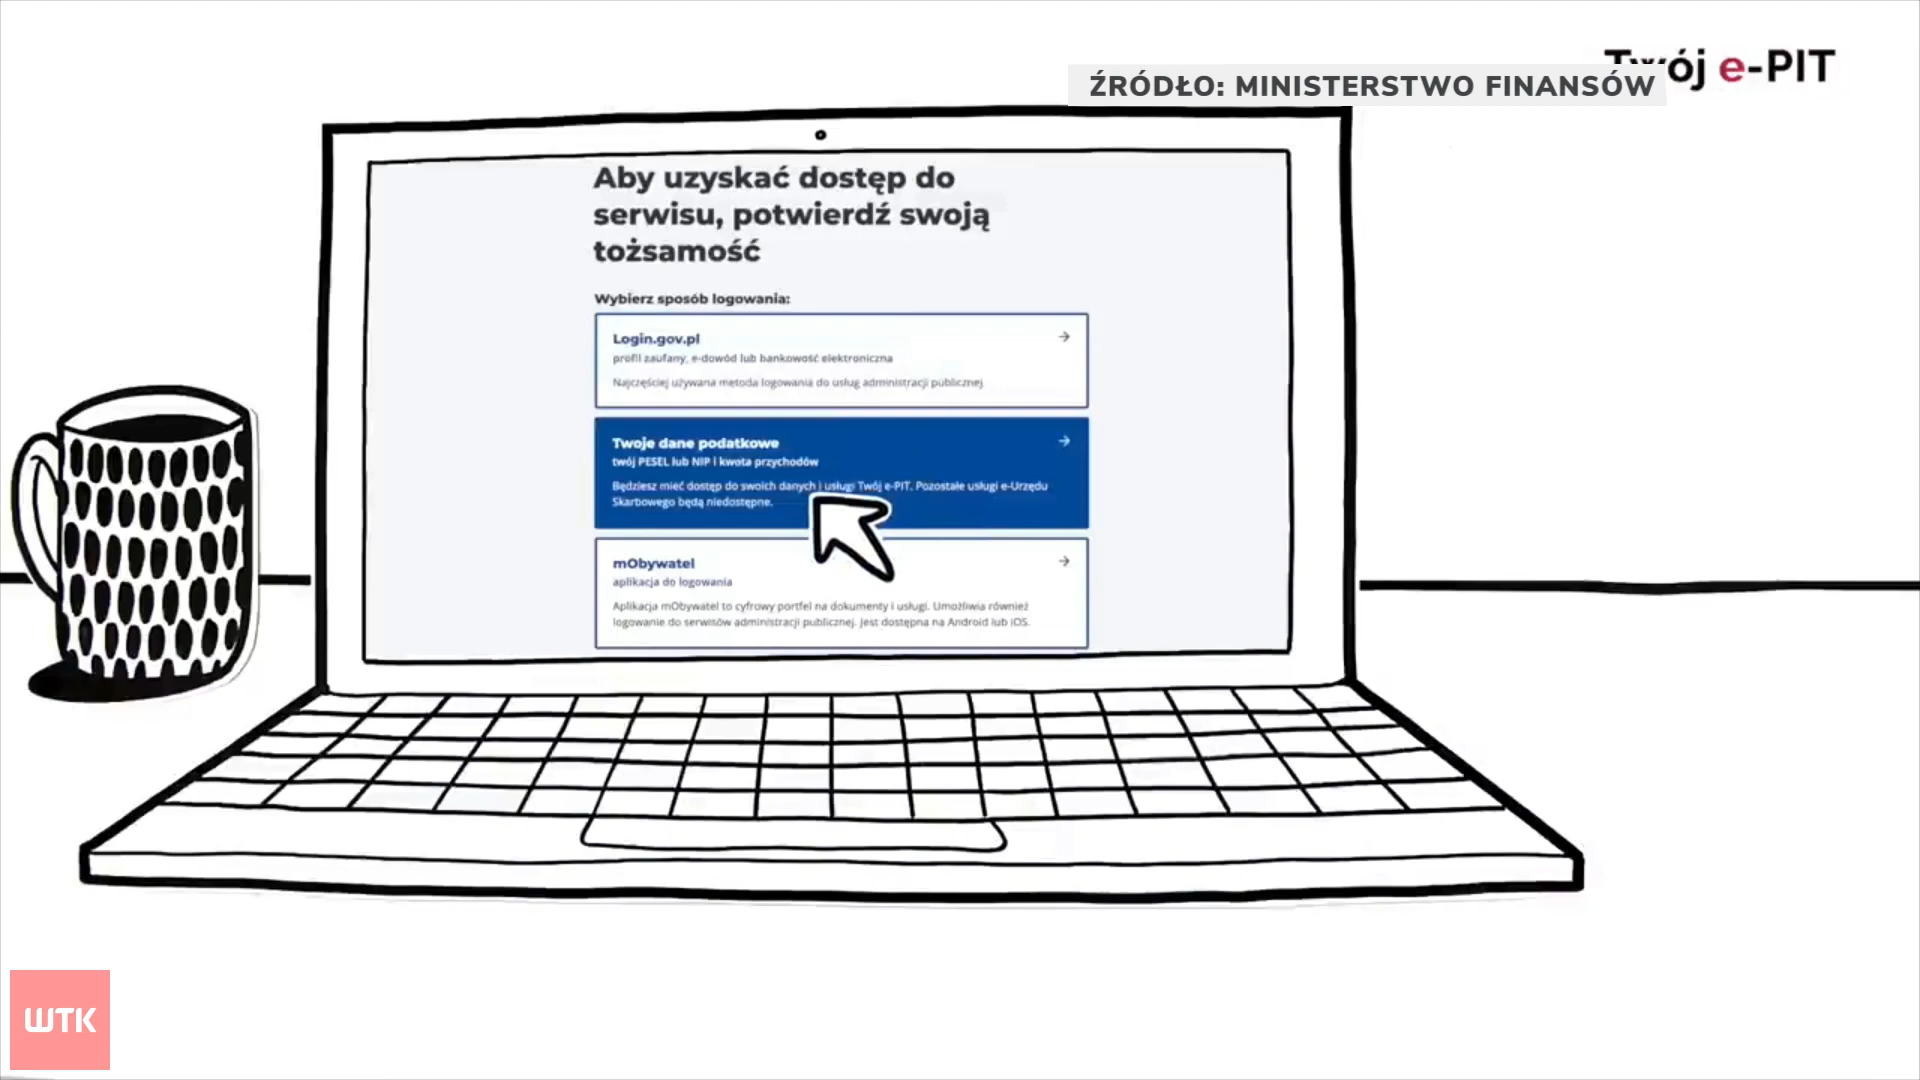 Twój e-PIT
ŹRÓDŁO: MINISTERSTWO FINANSÓW
Aby uzyskać dostęp do
serwisu, potwierdź swoją
tożsamość
Wybierz sposób logowania:
Login.gov.pl
profil zaufany, e-dowód lub bankowość elektroniczna
Najczęściej używana metoda logowania do usług administracji publicznej.
Twoje dane podatkowe
twój PESEL lub NIP i kwota przychodów
Będziesz mieć dostęp do swoich danych i usługi Twój e-PIT. Pozostałe usługi e-Urzędu
Skarbowego będą niedostępne.
mObywatel
aplikacja do logowania
Aplikacja mObywatel to cyfrowy portfel na dokumenty i usługi. Umożliwia również
logowanie do serwisów administracji publicznej. Jest dostępna na Android lub iOS.
WTK